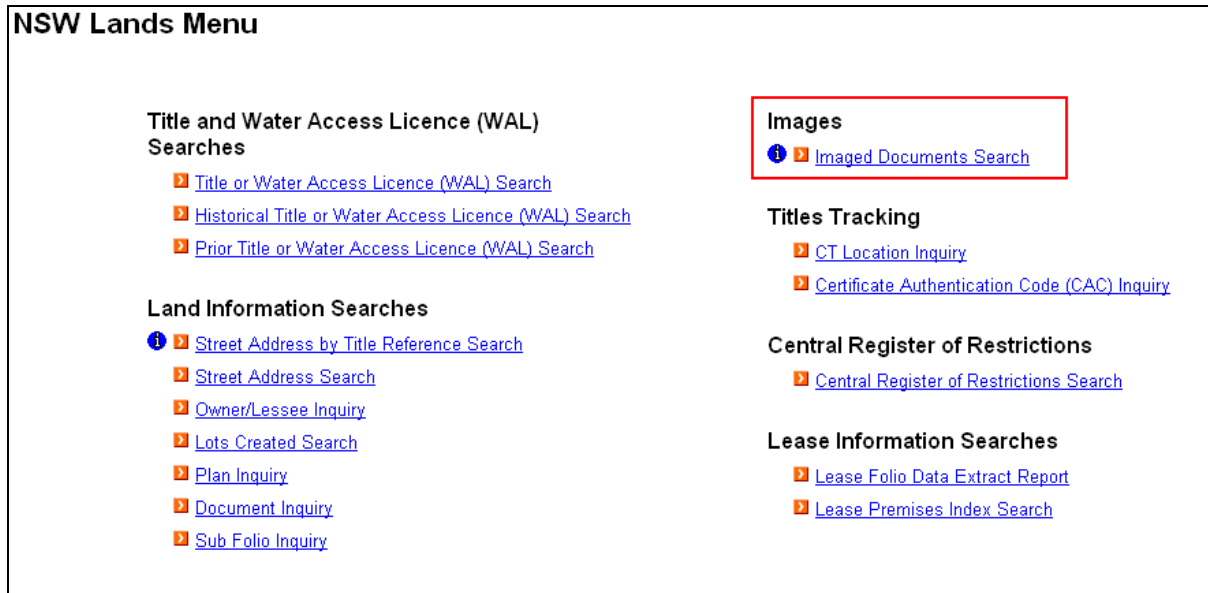 NSW Lands Menu
Title and Water Access Licence (WAL)
Searches
Title or Water Access Licence (WAL) Search
Historical Title or Water Access Licence (WAL) Search
Prior Title or Water Access Licence (WAL) Search
Land Information Searches
i Street Address by Title Reference Search
Street Address Search
Owner/Lessee Inquiry
Lots Created Search
Plan Inquiry
Document Inquiry
Sub Folio Inquiry
Images
i Imaged Documents Search
Titles Tracking
CT Location Inquiry
Certificate Authentication Code (CAC) Inquiry
Central Register of Restrictions
Central Register of Restrictions Search
Lease Information Searches
Lease Folio Data Extract Report
Lease Premises Index Search